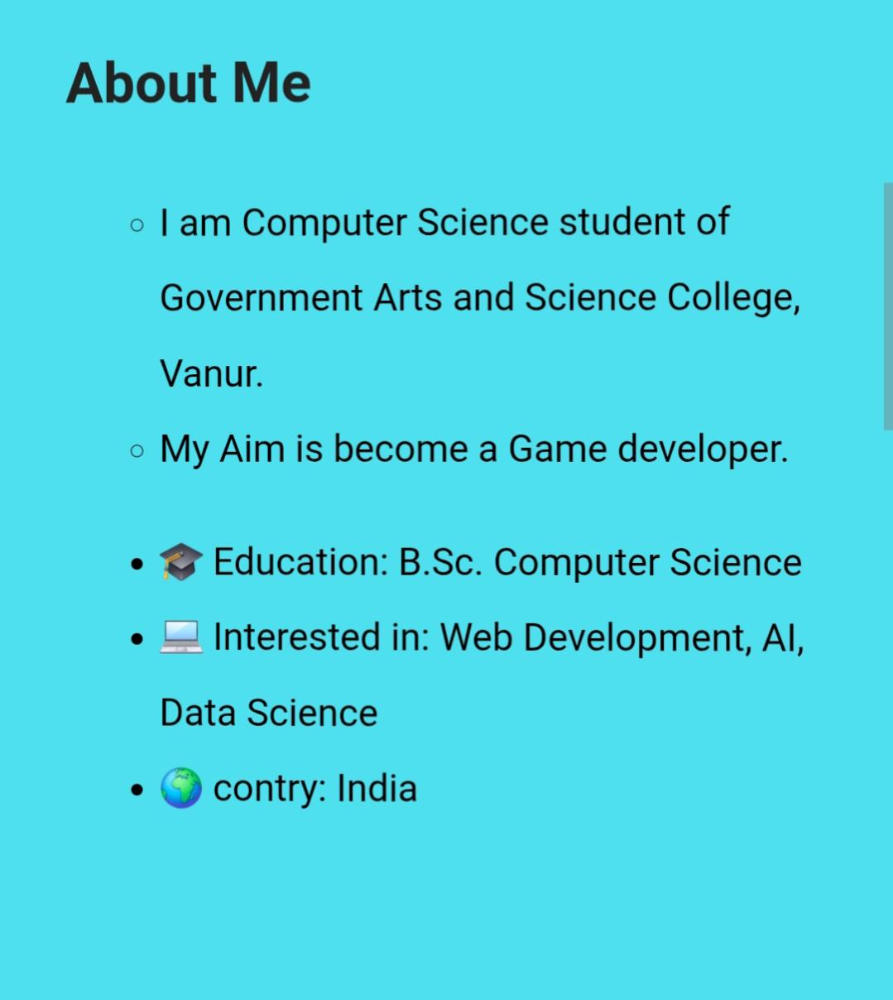 About Me
I am Computer Science student of
Government Arts and Science College,
Vanur.
My Aim is become a Game developer.
🎓 Education: B.Sc. Computer Science
💻 Interested in: Web Development, AI,
Data Science
🌍 contry: India